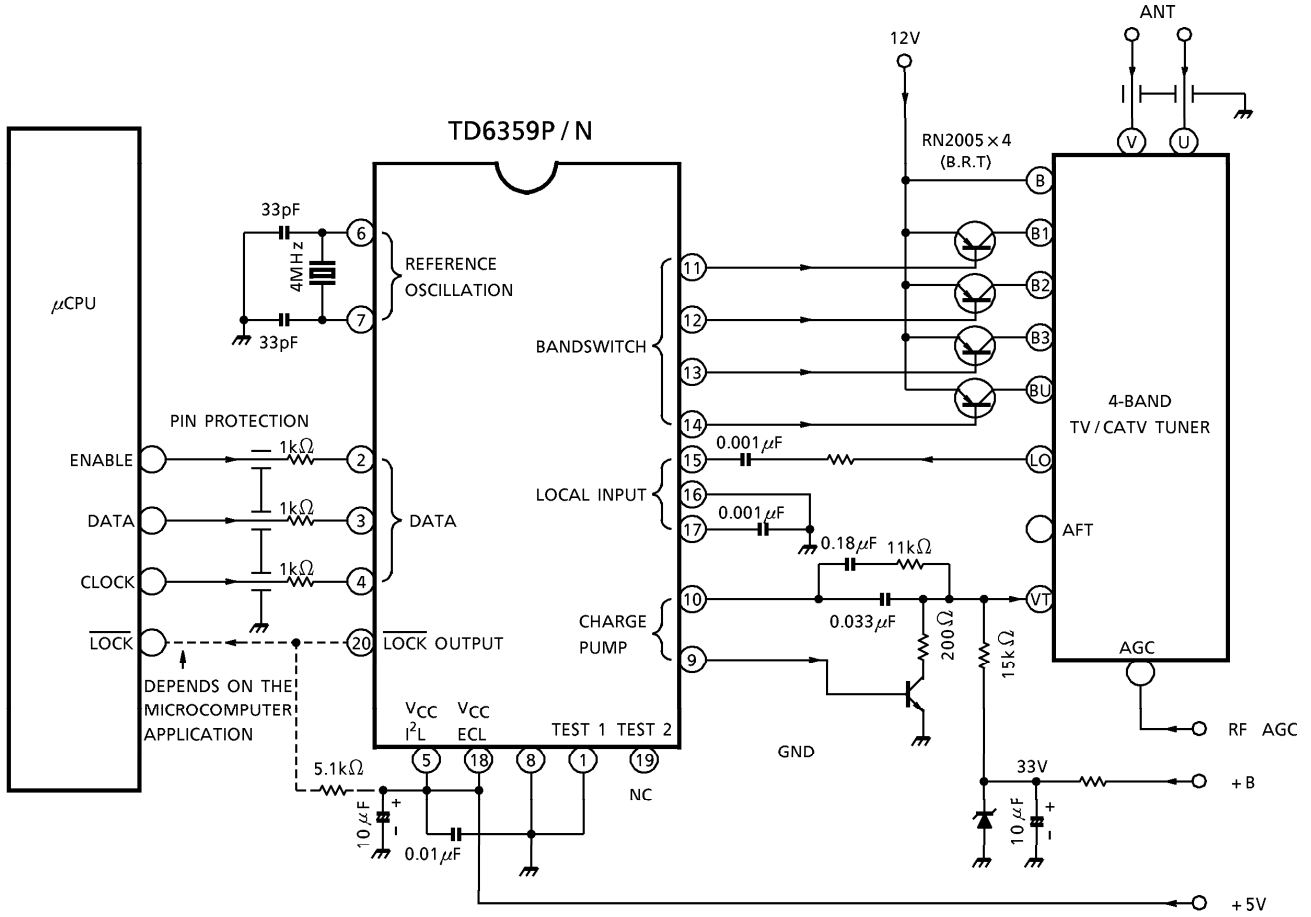 ANT
12V
TD6359P / N
RN2005 × 4
(B.R.T)
V
U
B
33pF
6
B1
4MHz
REFERENCE
OSCILLATION
11
μCPU
B2
7
12
33pF
BANDSWITCH
B3
13
BU
4-BAND
TV / CATV TUNER
PIN PROTECTION
14
0.001μF
ENABLE
1kΩ
2
15
LO
LOCAL INPUT
16
1kΩ
0.001μF
DATA
3
DATA
17
AFT
0.18μF
11kΩ
1kΩ
CLOCK
4
10
VT
CHARGE
PUMP
0.033μF
200Ω
15kΩ
LOCK
20
LOCK OUTPUT
9
AGC
DEPENDS ON THE
MICROCOMPUTER
APPLICATION
VCC
I²L
VCC
ECL
TEST 1
TEST 2
RF AGC
GND
5
18
8
1
19
5.1kΩ
33V
+B
NC
10μF
+
-
0.01μF
10μF
+
-
+5V